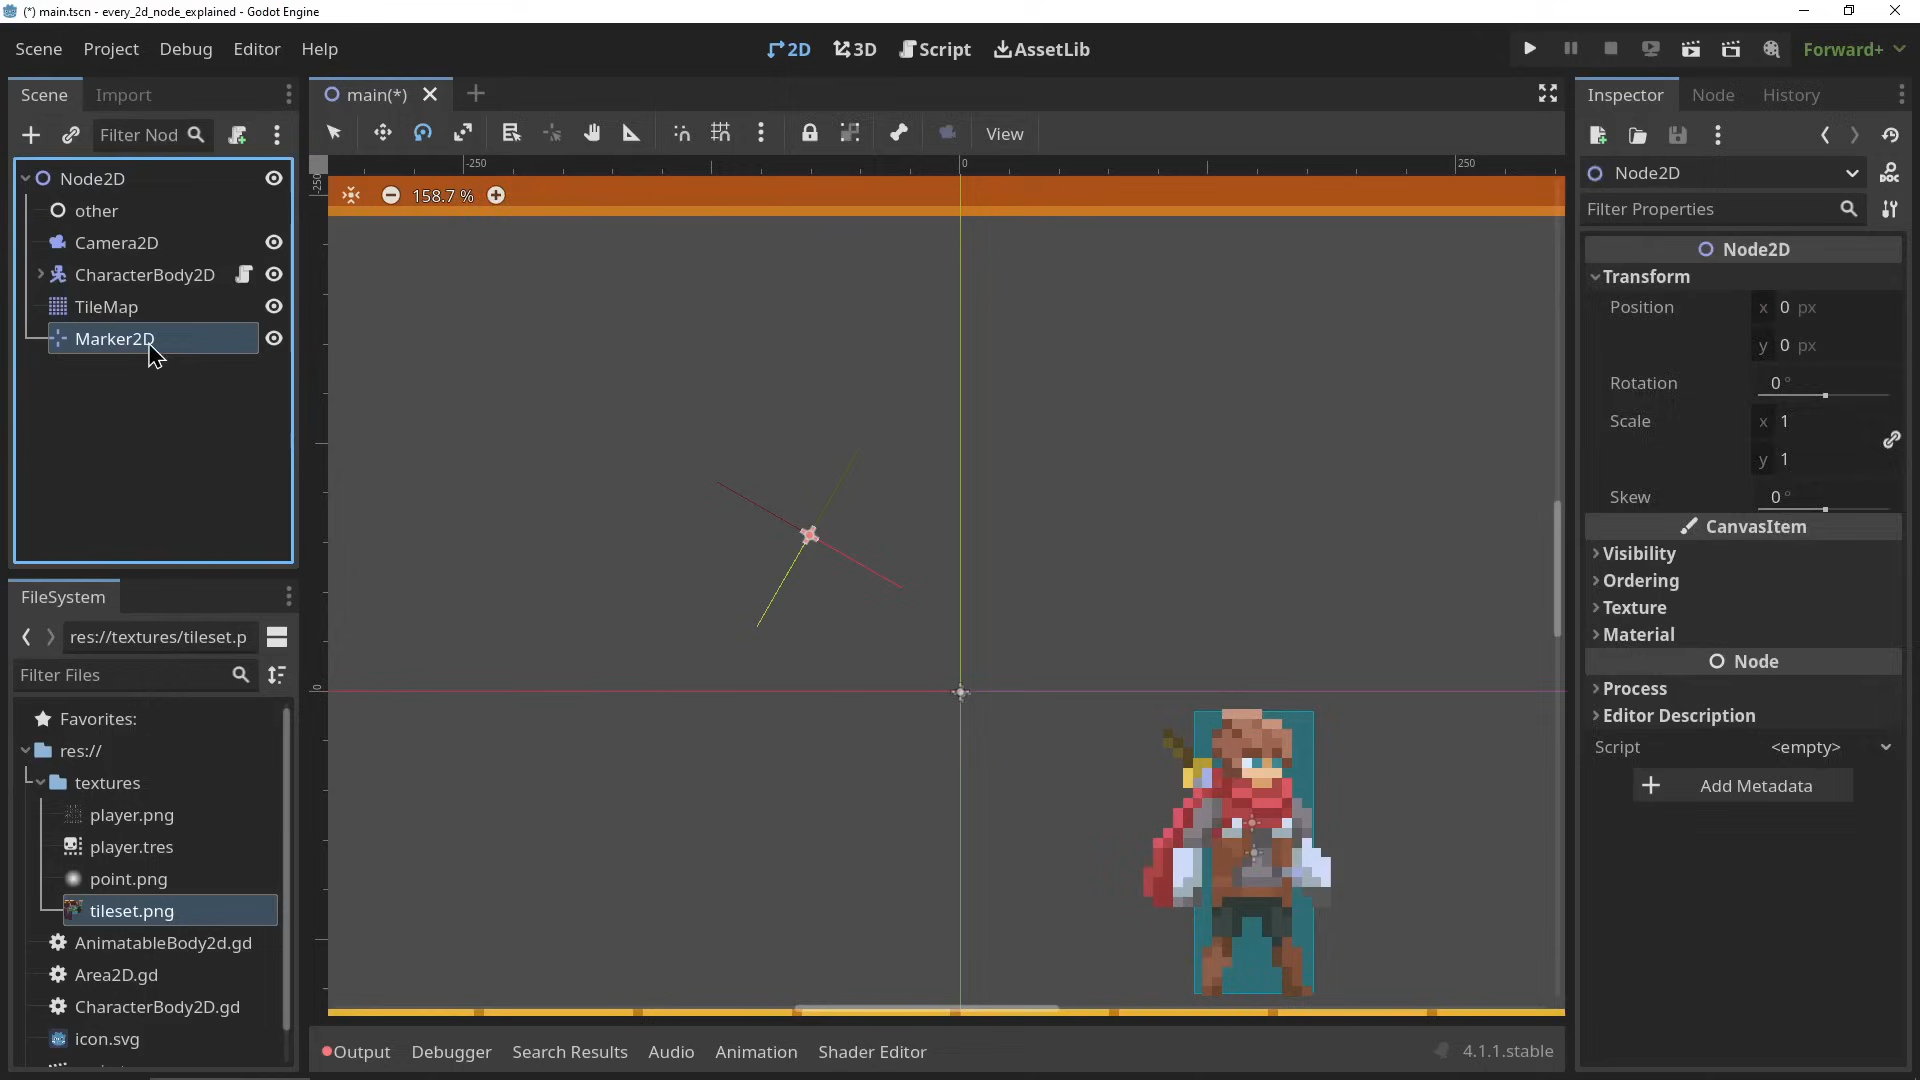 (*) main.tscn - every_2d_node_explained - Godot Engine
Scene Project Debug Editor Help
2D 3D Script AssetLib
Forward+
Scene Import
main(*)
Inspector Node History
Filter Nod
View
Node2D
other
Camera2D
CharacterBody2D
TileMap
Marker2D
-250 0 250
-250
158.7 %
0
Node2D
Filter Properties
Node2D
Transform
Position x 0 px
y 0 px
Rotation 0 °
Scale x 1
y 1
Skew 0 °
CanvasItem
Visibility
Ordering
Texture
Material
Node
Process
Editor Description
Script <empty>
Add Metadata
FileSystem
res://textures/tileset.p
Filter Files
Favorites:
res://
textures
player.png
player.tres
point.png
tileset.png
AnimatableBody2d.gd
Area2D.gd
CharacterBody2D.gd
icon.svg
Output Debugger Search Results Audio Animation Shader Editor
4.1.1.stable